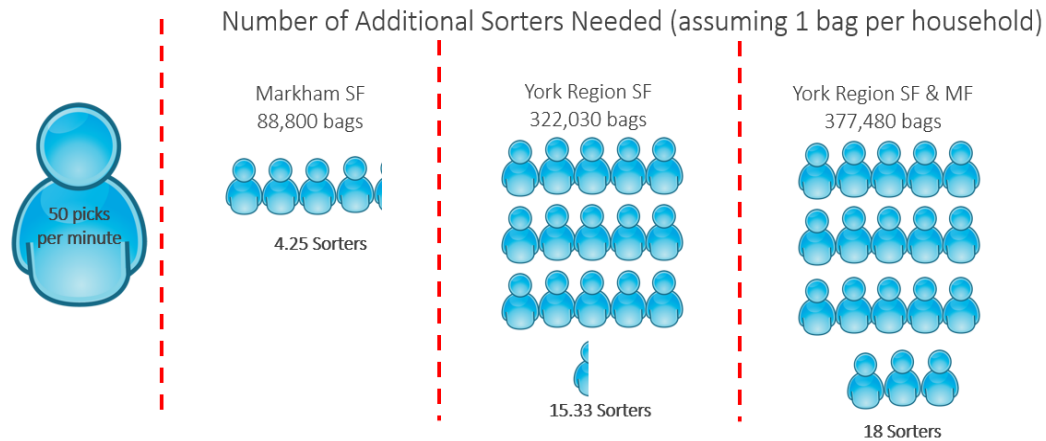 Number of Additional Sorters Needed (assuming 1 bag per household)
50 picks
per minute
Markham SF
88,800 bags
4.25 Sorters
York Region SF
322,030 bags
15.33 Sorters
York Region SF & MF
377,480 bags
18 Sorters